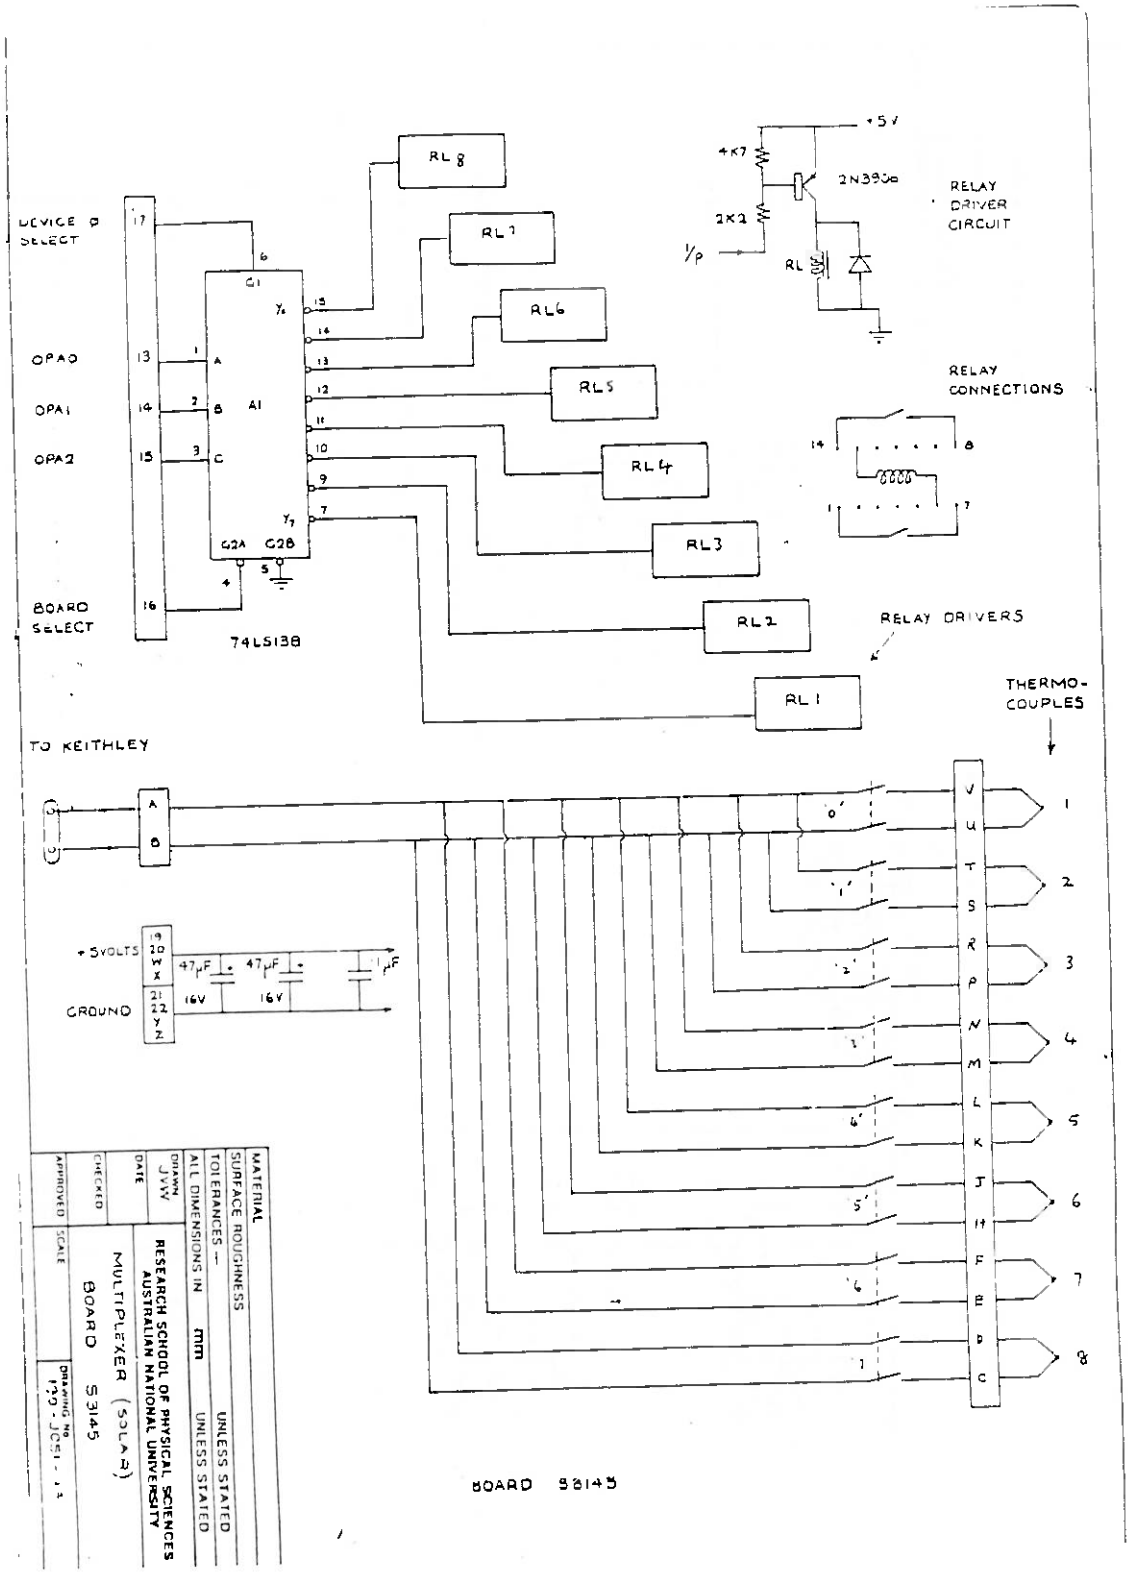 +5V
4K7
2K2
I/P
RL
RELAY
DRIVER
CIRCUIT
RELAY
CONNECTIONS
14
8
1
7
DEVICE Ø
SELECT
17
6
G1
RL 8
RL 7
RL6
RL5
RL4
RL3
RL2
RL 1
15
14
13
12
11
10
9
7
Y7
OPA0
13
1
A
OPA1
14
2
B
A1
OPA2
15
3
C
G2A
G2B
4
5
BOARD
SELECT
16
74LS138
RELAY DRIVERS
THERMO-
COUPLES
TO KEITHLEY
A
B
'0'
V
U
1
'1'
T
S
2
'2'
R
P
3
N
M
4
L
K
5
5'
J
H
6
'6
F
E
7
D
C
8
+5VOLTS
19
20
W
X
47µF
+
47µF
+
16V
16V
GROUND
21
22
Y
Z
MATERIAL
SURFACE ROUGHNESS
TOLERANCES — UNLESS STATED
ALL DIMENSIONS IN mm UNLESS STATED
DRAWN
JVW
DATE
CHECKED
APPROVED
SCALE
RESEARCH SCHOOL OF PHYSICAL SCIENCES
AUSTRALIAN NATIONAL UNIVERSITY
MULTIPLEXER (SOLAR)
BOARD S3145
DRAWING No
BOARD S3145